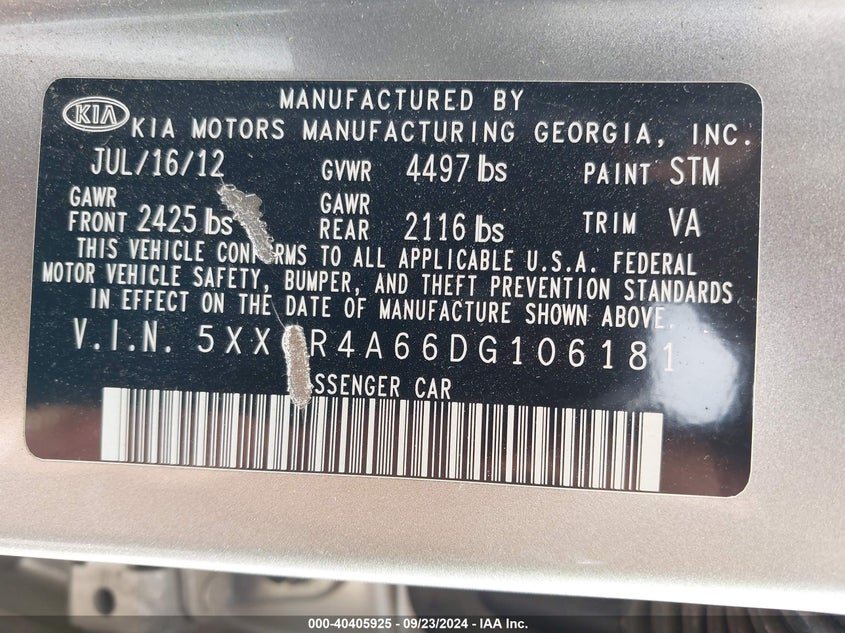 MANUFACTURED BY
KIA KIA MOTORS MANUFACTURING GEORGIA, INC.
JUL/16/12 GVWR 4497 lbs PAINT STM
GAWR FRONT 2425 lbs GAWR REAR 2116 lbs TRIM VA
THIS VEHICLE TO ALL APPLICABLE U.S.A. FEDERAL
MOTOR VEHICLE SAFETY, BUMPER, AND THEFT PREVENTION STANDARDS
IN EFFECT ON THE DATE OF MANUFACTURE SHOWN ABOVE.
V.I.N. 5XX R4A66DG106181
CAR
000-40405925 - 09/23/2024 - IAA Inc.